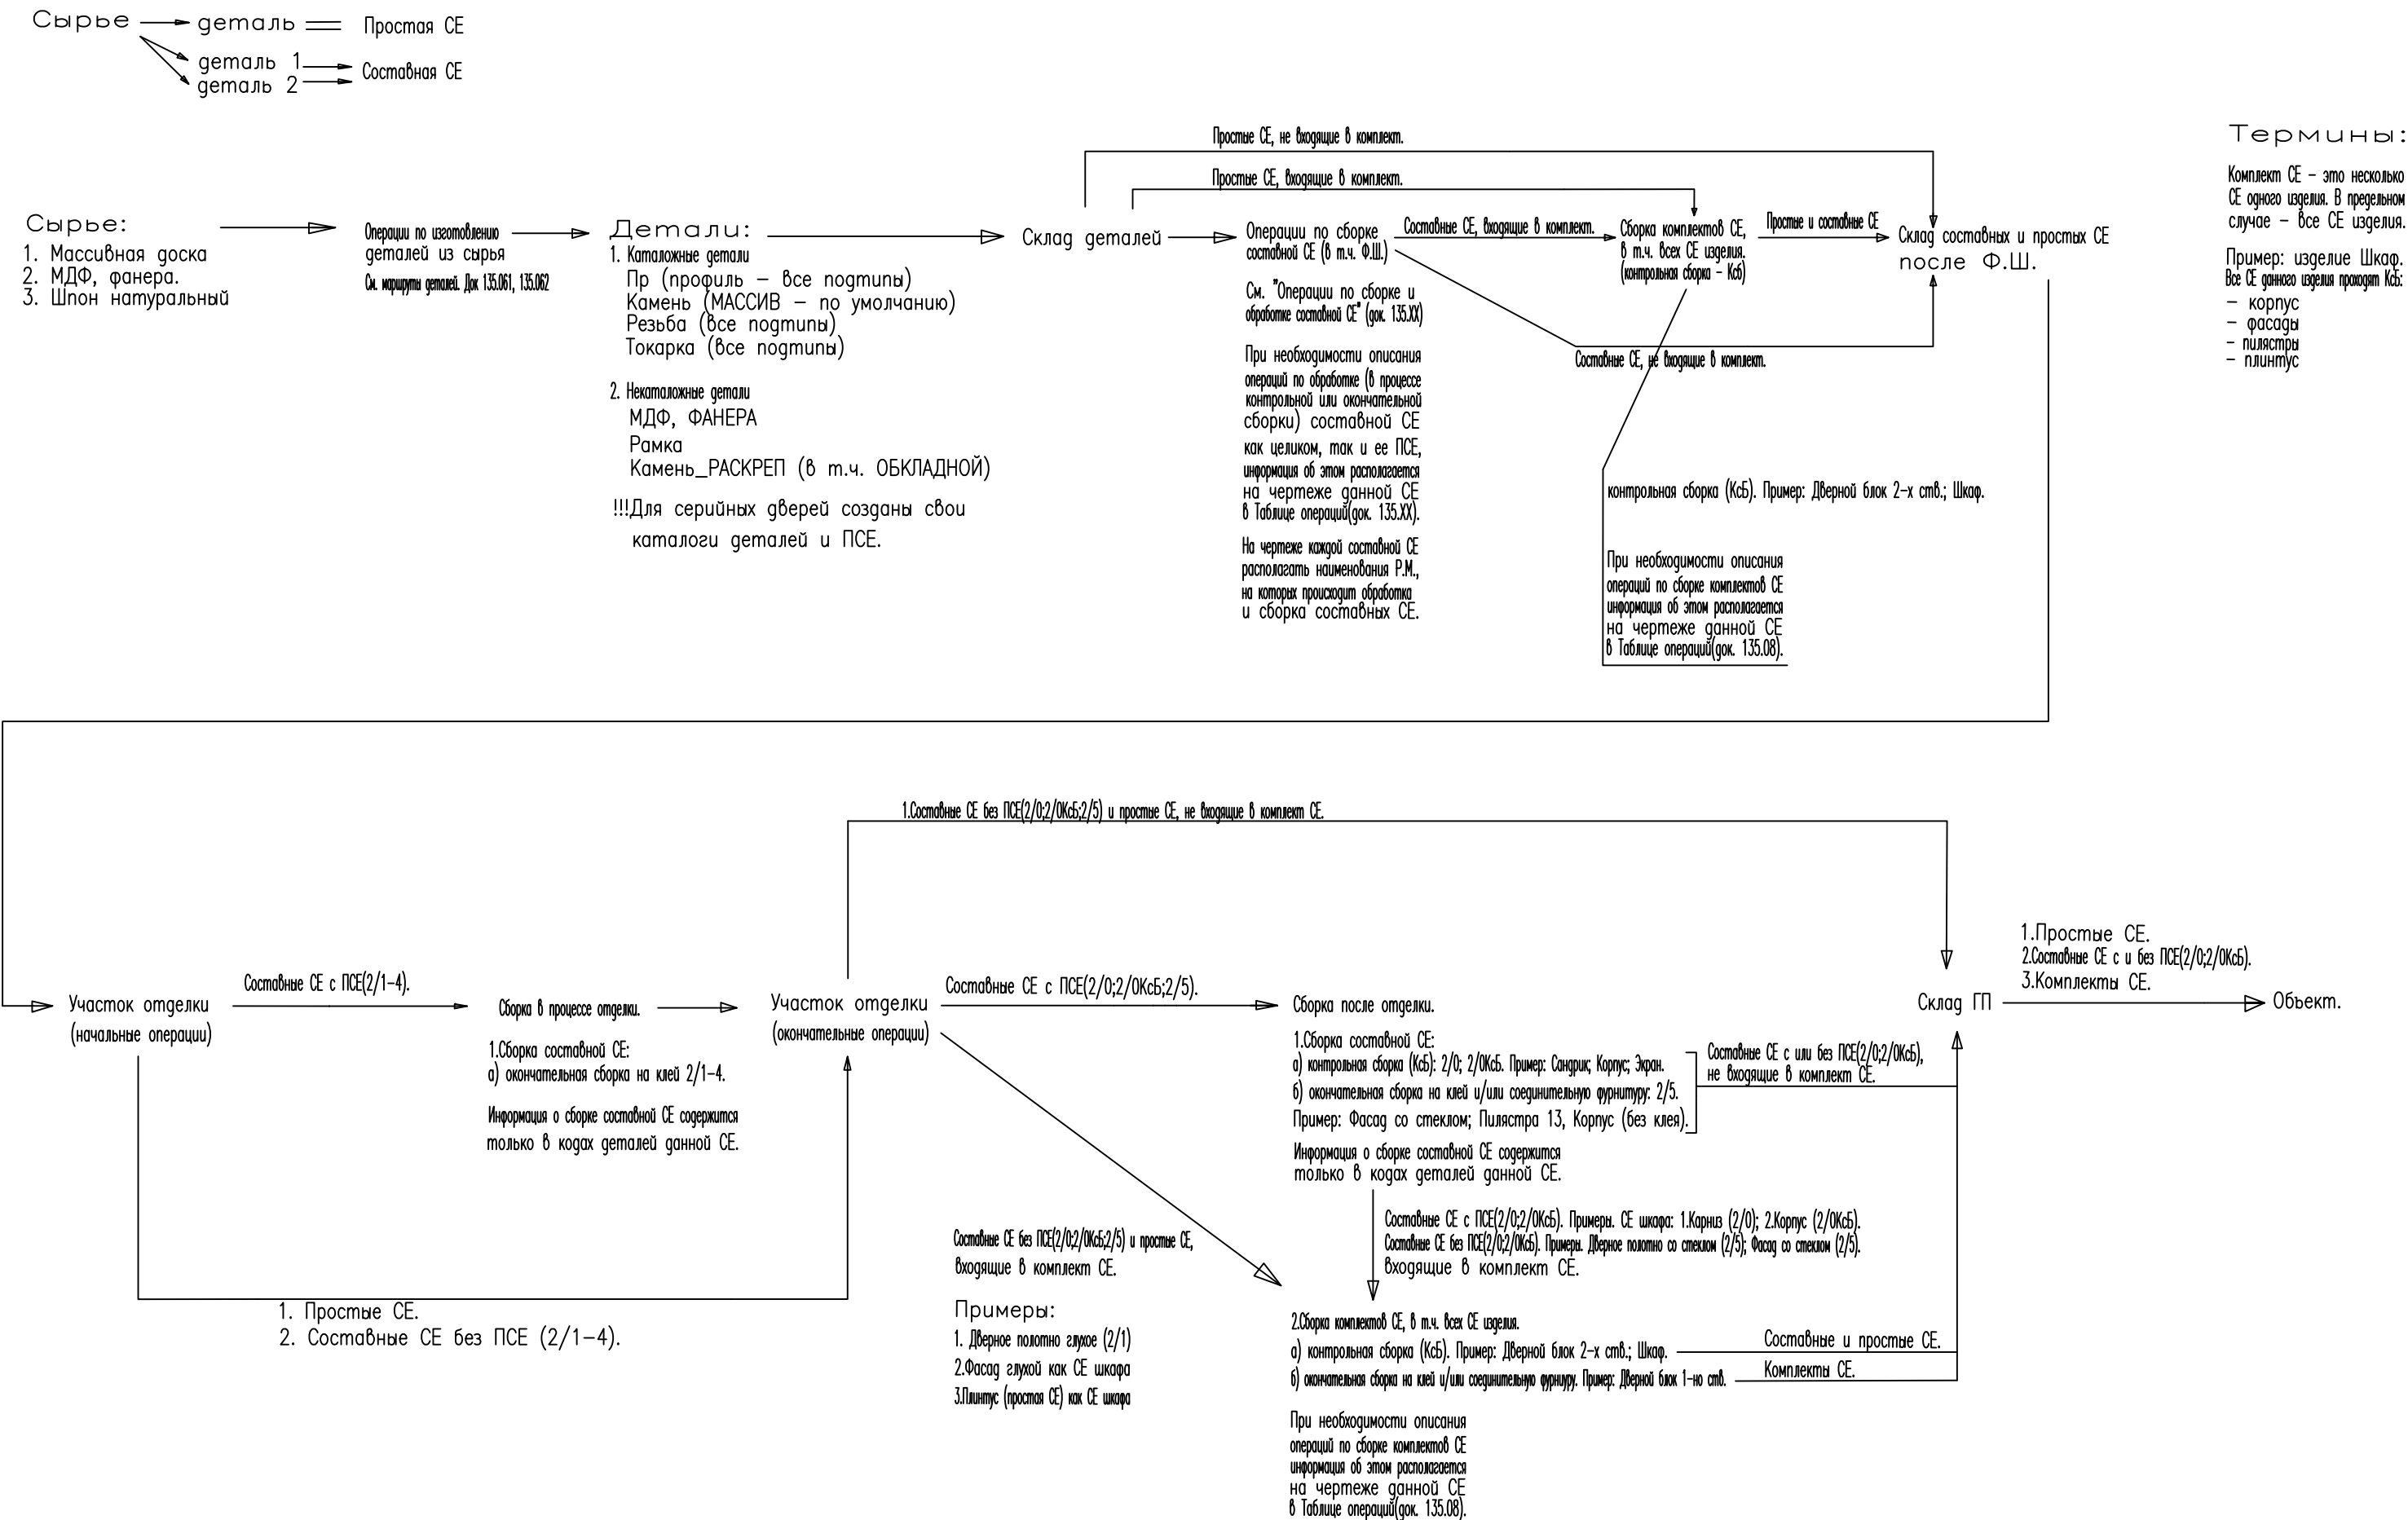 Сырье
деталь
Простая СЕ
деталь 1
деталь 2
Составная СЕ
Термины:
Комплект СЕ – это несколько
СЕ одного изделия. В предельном
случае – все СЕ изделия.
Пример: изделие Шкаф.
Все СЕ данного изделия проходят КсБ:
– корпус
– фасады
– пилястры
– плинтус
Простые СЕ, не входящие в комплект.
Простые СЕ, входящие в комплект.
Сырье:
1. Массивная доска
2. МДФ, фанера.
3. Шпон натуральный
Операции по изготовлению
деталей из сырья
См. маршруты деталей. Док 135.061, 135.062
Детали:
1. Каталожные детали
Пр (профиль – все подтипы)
Камень (МАССИВ – по умолчанию)
Резьба (все подтипы)
Токарка (все подтипы)
2. Некаталожные детали
МДФ, ФАНЕРА
Рамка
Камень_РАСКРЕП (в т.ч. ОБКЛАДНОЙ)
!!!Для серийных дверей созданы свои
каталоги деталей и ПСЕ.
Склад деталей
Операции по сборке
составной СЕ (в т.ч. Ф.Ш.)
См. "Операции по сборке и
обработке составной СЕ" (док. 135.XX)
При необходимости описания
операций по обработке (в процессе
контрольной или окончательной
сборки) составной СЕ
как целиком, так и ее ПСЕ,
информация об этом располагается
на чертеже данной СЕ
в Таблице операций(док. 135.XX).
На чертеже каждой составной СЕ
располагать наименования Р.М.,
на которых происходит обработка
и сборка составных СЕ.
Составные СЕ, входящие в комплект.
Сборка комплектов СЕ,
в т.ч. всех СЕ изделия.
(контрольная сборка – Ксб)
Простые и составные СЕ
Склад составных и простых СЕ
после Ф.Ш.
Составные СЕ, не входящие в комплект.
контрольная сборка (КсБ). Пример: Дверной блок 2–х ств.; Шкаф.
При необходимости описания
операций по сборке комплектов СЕ
информация об этом располагается
на чертеже данной СЕ
в Таблице операций(док. 135.08).
1.Составные СЕ без ПСЕ(2/0;2/0КсБ;2/5) и простые СЕ, не входящие в комплект СЕ.
Участок отделки
(начальные операции)
Составные СЕ с ПСЕ(2/1–4).
Сборка в процессе отделки.
1.Сборка составной СЕ:
а) окончательная сборка на клей 2/1–4.
Информация о сборке составной СЕ содержится
только в кодах деталей данной СЕ.
1. Простые СЕ.
2. Составные СЕ без ПСЕ (2/1–4).
Участок отделки
(окончательные операции)
Составные СЕ с ПСЕ(2/0;2/0КсБ;2/5).
Сборка после отделки.
1.Сборка составной СЕ:
а) контрольная сборка (КсБ): 2/0; 2/0КсБ. Пример: Сандрик; Корпус; Экран.
б) окончательная сборка на клей и/или соединительную фурнитуру: 2/5.
Пример: Фасад со стеклом; Пилястра 13, Корпус (без клея).
Информация о сборке составной СЕ содержится
только в кодах деталей данной СЕ.
Составные СЕ с или без ПСЕ(2/0;2/0КсБ),
не входящие в комплект СЕ.
Склад ГП
1.Простые СЕ.
2.Составные СЕ с и без ПСЕ(2/0;2/0КсБ).
3.Комплекты СЕ.
Объект.
Составные СЕ без ПСЕ(2/0;2/0КсБ;2/5) и простые СЕ,
входящие в комплект СЕ.
Примеры:
1. Дверное полотно глухое (2/1)
2.Фасад глухой как СЕ шкафа
3.Плинтус (простая СЕ) как СЕ шкафа
Составные СЕ с ПСЕ(2/0;2/0КсБ). Примеры. СЕ шкафа: 1.Карниз (2/0); 2.Корпус (2/0КсБ).
Составные СЕ без ПСЕ(2/0;2/0КсБ). Примеры. Дверное полотно со стеклом (2/5); Фасад со стеклом (2/5).
входящие в комплект СЕ.
2.Сборка комплектов СЕ, в т.ч. всех СЕ изделия.
а) контрольная сборка (КсБ). Пример: Дверной блок 2–х ств.; Шкаф.
б) окончательная сборка на клей и/или соединительную фурниуру. Пример: Дверной блок 1–но ств.
Составные и простые СЕ.
Комплекты СЕ.
При необходимости описания
операций по сборке комплектов СЕ
информация об этом располагается
на чертеже данной СЕ
в Таблице операций(док. 135.08).